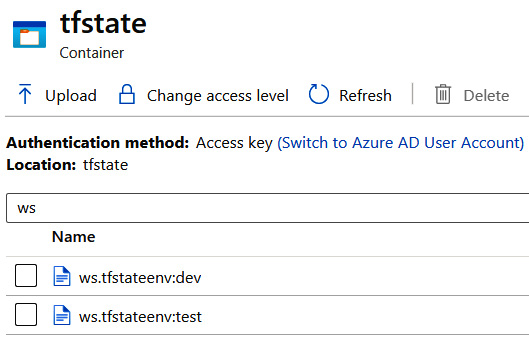 tfstate
Container
Upload Change access level Refresh Delete
Authentication method: Access key (Switch to Azure AD User Account)
Location: tfstate
ws
Name
ws.tfstateenv:dev
ws.tfstateenv:test